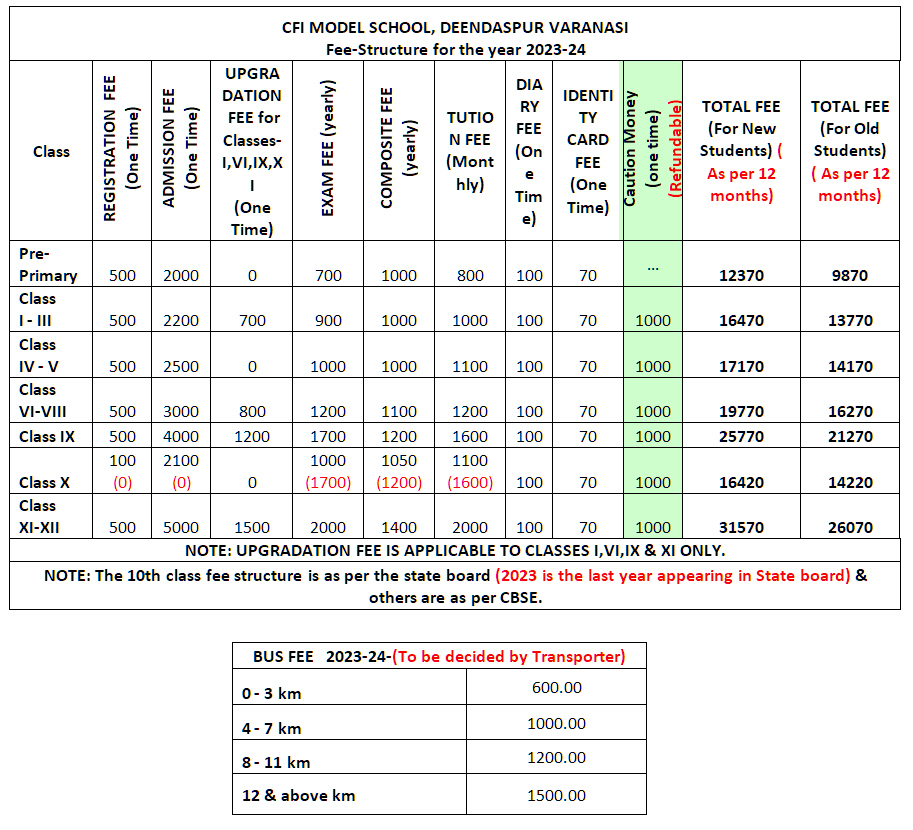 CFI MODEL SCHOOL, DEENDASPUR VARANASI
Fee-Structure for the year 2023-24
Class
REGISTRATION FEE
(One Time)
ADMISSION FEE
(One Time)
UPGRA
DATION
FEE for
Classes-
I,VI,IX,X
I
(One
Time)
EXAM FEE (yearly)
COMPOSITE FEE
(yearly)
TUTIO
N FEE
(Mont
hly)
DIA
RY
FEE
(On
e
Tim
e)
IDENTI
TY
CARD
FEE
(One
Time)
Caution Money
(one time)
(Refundable)
TOTAL FEE
(For New
Students) (
As per 12
months)
TOTAL FEE
(For Old
Students)
( As per 12
months)
Pre-
Primary 500 2000 0 700 1000 800 100 70 ... 12370 9870
Class
I - III 500 2200 700 900 1000 1000 100 70 1000 16470 13770
Class
IV - V 500 2500 0 1000 1000 1100 100 70 1000 17170 14170
Class
VI-VIII 500 3000 800 1200 1100 1200 100 70 1000 19770 16270
Class IX 500 4000 1200 1700 1200 1600 100 70 1000 25770 21270
100 2100 1000 1050 1100
Class X (0) (0) 0 (1700) (1200) (1600) 100 70 1000 16420 14220
Class
XI-XII 500 5000 1500 2000 1400 2000 100 70 1000 31570 26070
NOTE: UPGRADATION FEE IS APPLICABLE TO CLASSES I,VI,IX & XI ONLY.
NOTE: The 10th class fee structure is as per the state board (2023 is the last year appearing in State board) &
others are as per CBSE.
BUS FEE 2023-24-(To be decided by Transporter)
0 - 3 km 600.00
4 - 7 km 1000.00
8 - 11 km 1200.00
12 & above km 1500.00